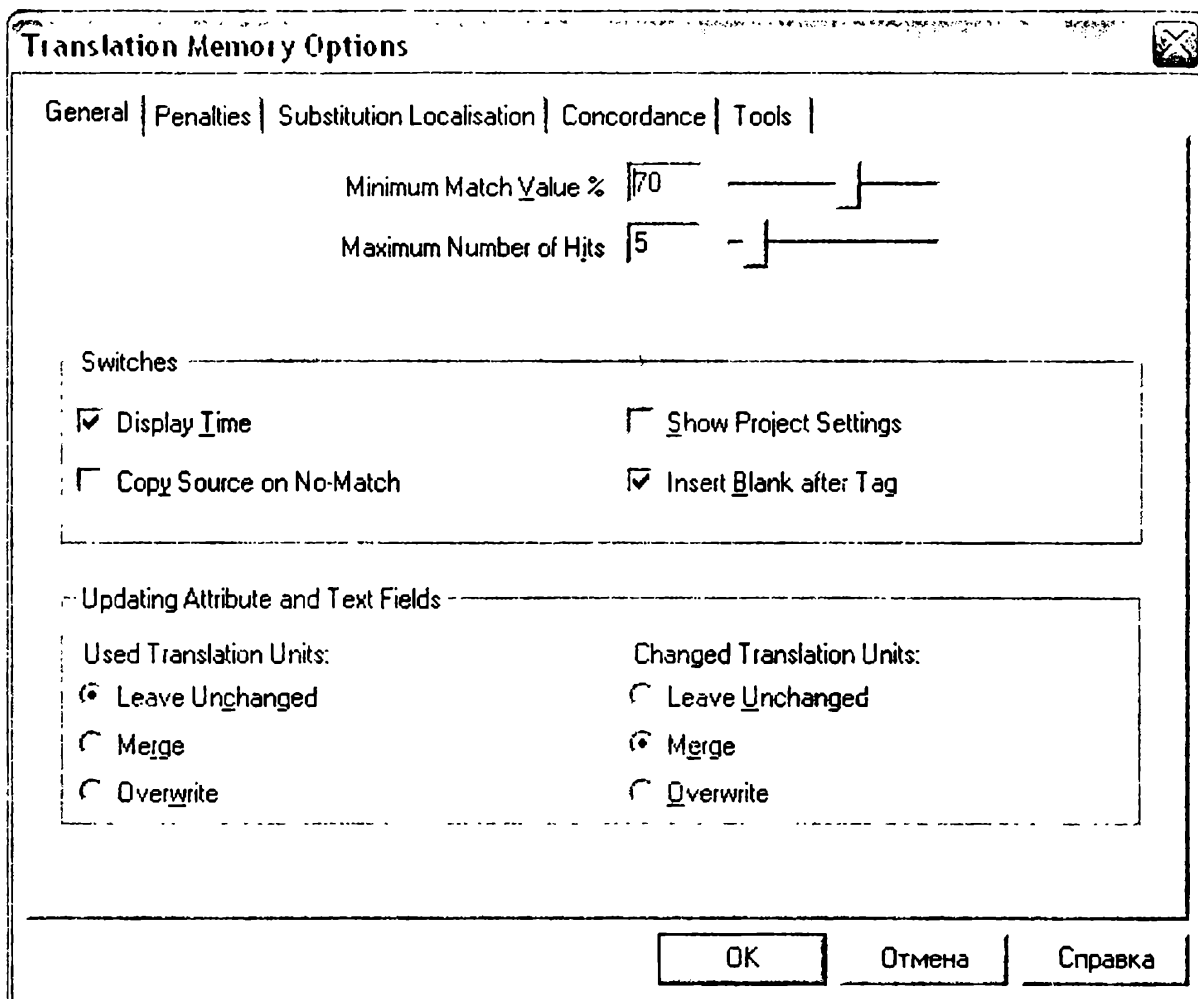 Translation Memory Options
General Penalties Substitution Localisation Concordance Tools
Minimum Match Value % 70
Maximum Number of Hits 5
Switches
Display Time Show Project Settings
Copy Source on No-Match Insert Blank after Tag
Updating Attribute and Text Fields
Used Translation Units: Changed Translation Units:
Leave Unchanged Leave Unchanged
Merge Merge
Overwrite Overwrite
OK Отмена Справка